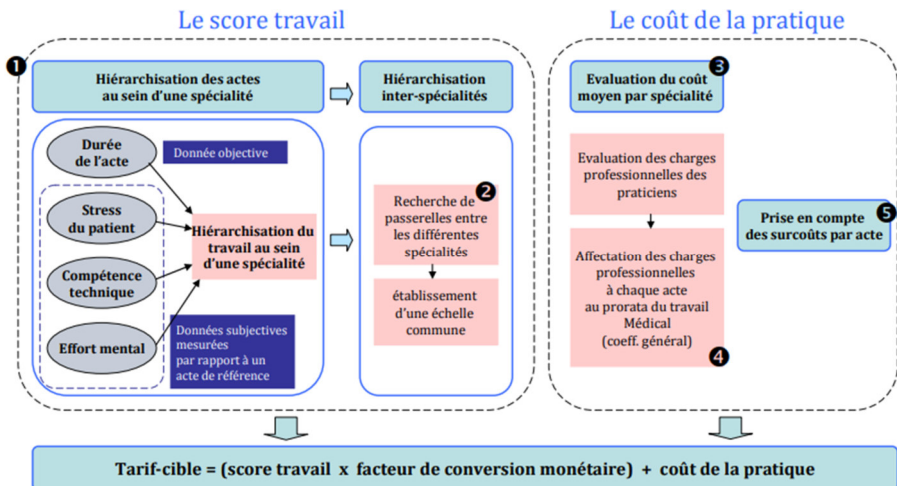 Le score travail
Le coût de la pratique
❶
Hiérarchisation des actes
au sein d'une spécialité
Hiérarchisation
inter-spécialités
Durée
de l'acte
Donnée objective
Stress
du patient
Compétence
technique
Effort mental
Hiérarchisation du
travail au sein
d'une spécialité
Données subjectives
mesurées
par rapport à un
acte de référence
❷
Recherche de
passerelles entre
les différentes
spécialités
établissement
d'une échelle
commune
❸
Evaluation du coût
moyen par spécialité
Evaluation des charges
professionnelles des
praticiens
Affectation des charges
professionnelles
à chaque acte
au prorata du travail
Médical
(coeff. général)
❹
❺
Prise en compte
des surcoûts par acte
Tarif-cible = (score travail x facteur de conversion monétaire) + coût de la pratique